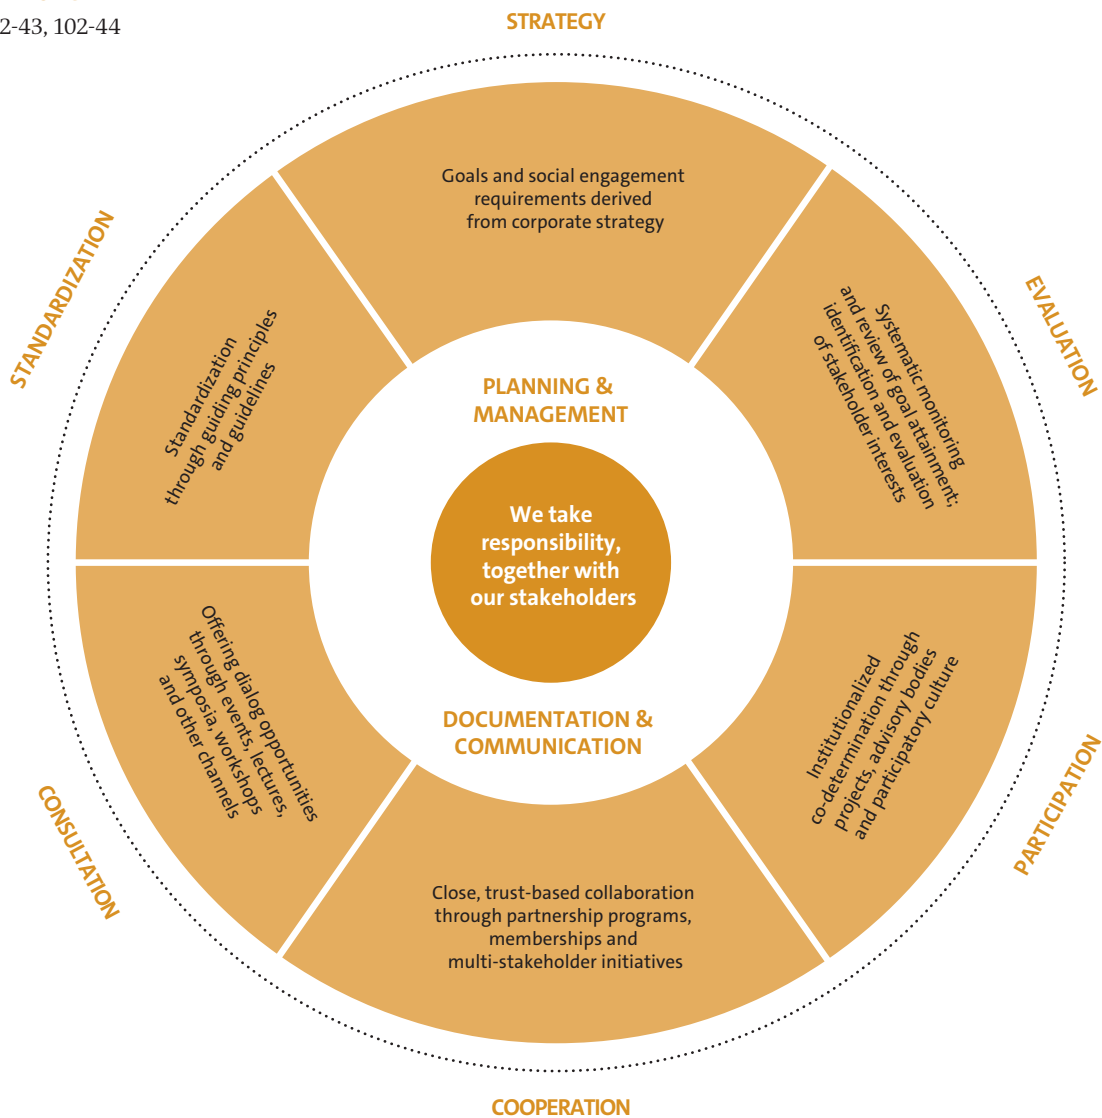 2-43, 102-44
STRATEGY
Goals and social engagement
requirements derived
from corporate strategy
EVALUATION
Systematic monitoring
and review of goal attainment;
identification and evaluation
of stakeholder interests
PARTICIPATION
Institutionalized
co-determination through
projects, advisory bodies
and participatory culture
COOPERATION
Close, trust-based collaboration
through partnership programs,
memberships and
multi-stakeholder initiatives
CONSULTATION
Offering dialog opportunities
through events, lectures,
symposia, workshops
and other channels
STANDARDIZATION
Standardization
through guiding principles
and guidelines
PLANNING &
MANAGEMENT
We take
responsibility,
together with
our stakeholders
DOCUMENTATION &
COMMUNICATION